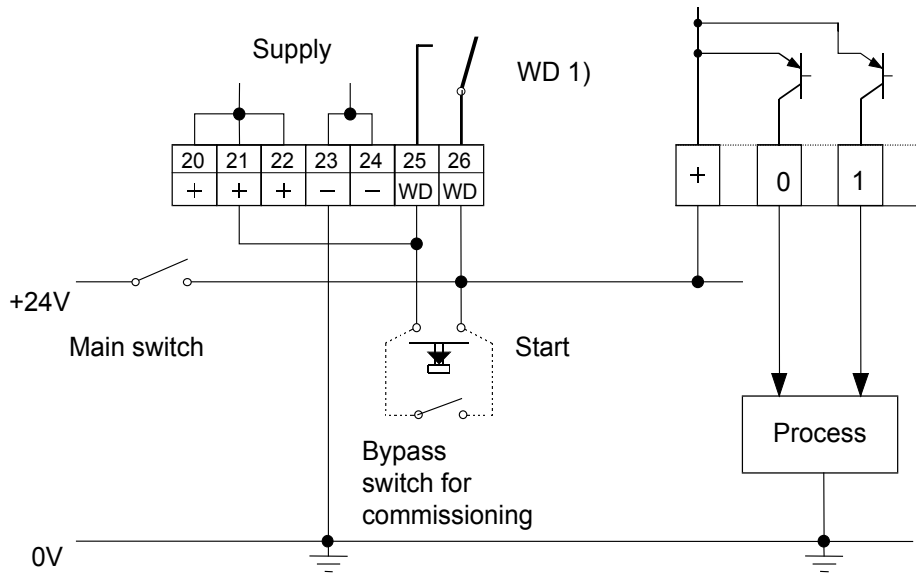 Supply
WD 1)
20 21 22 23 24 25 26
+ + + − − WD WD
+ 0 1
+24V
Main switch
Start
Bypass
switch for
commissioning
Process
0V